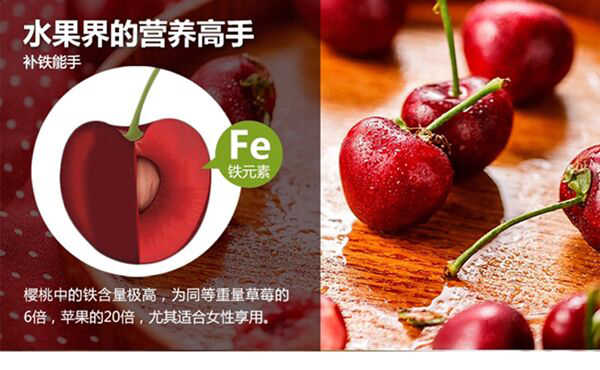 水果界的营养高手
补铁能手
Fe
铁元素
樱桃中的铁含量极高，为同等重量草莓的
6倍，苹果的20倍，尤其适合女性享用。